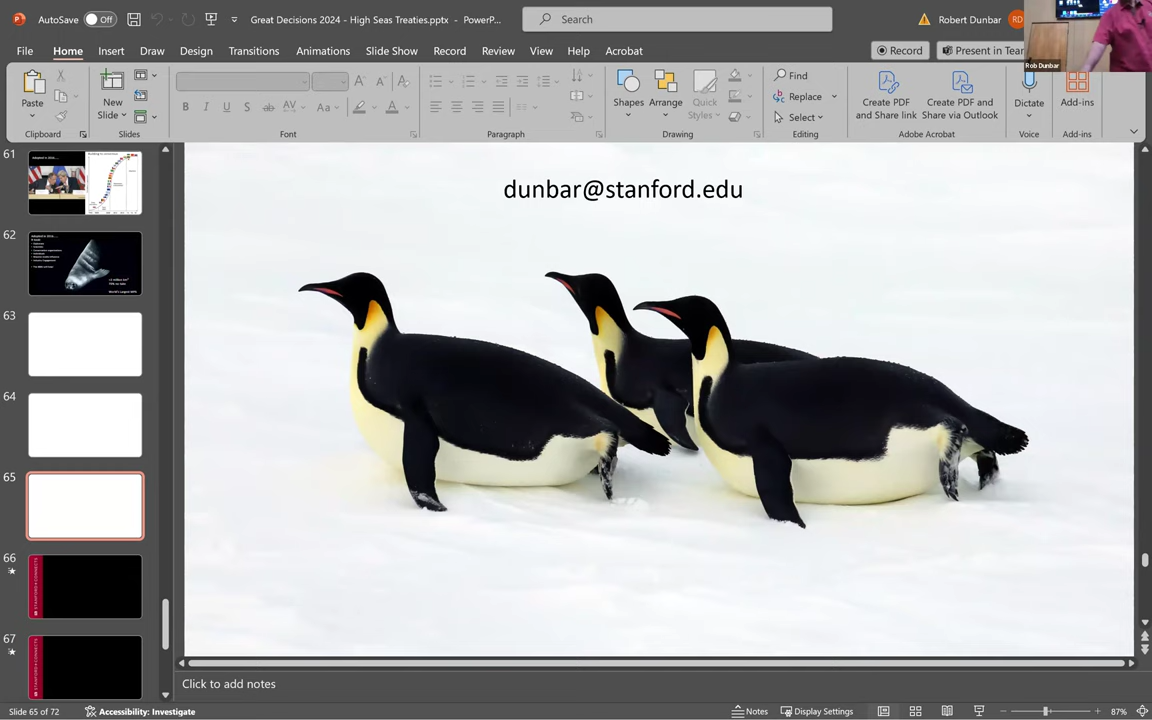 AutoSave Off Great Decisions 2024 - High Seas Treaties.pptx - PowerP... Search Robert Dunbar RD
File Home Insert Draw Design Transitions Animations Slide Show Record Review View Help Acrobat Record Present in Tean
Rob Dunbar
Paste New Slide Aa Shapes Arrange Quick Styles Find Replace Select Create PDF and Share link Create PDF and Share via Outlook Dictate Add-ins
Clipboard Slides Font Paragraph Drawing Editing Adobe Acrobat Voice Add-ins
61
62
63
64
65
66
67
dunbar@stanford.edu
Click to add notes
Slide 65 of 72 Accessibility: Investigate Notes Display Settings 87%